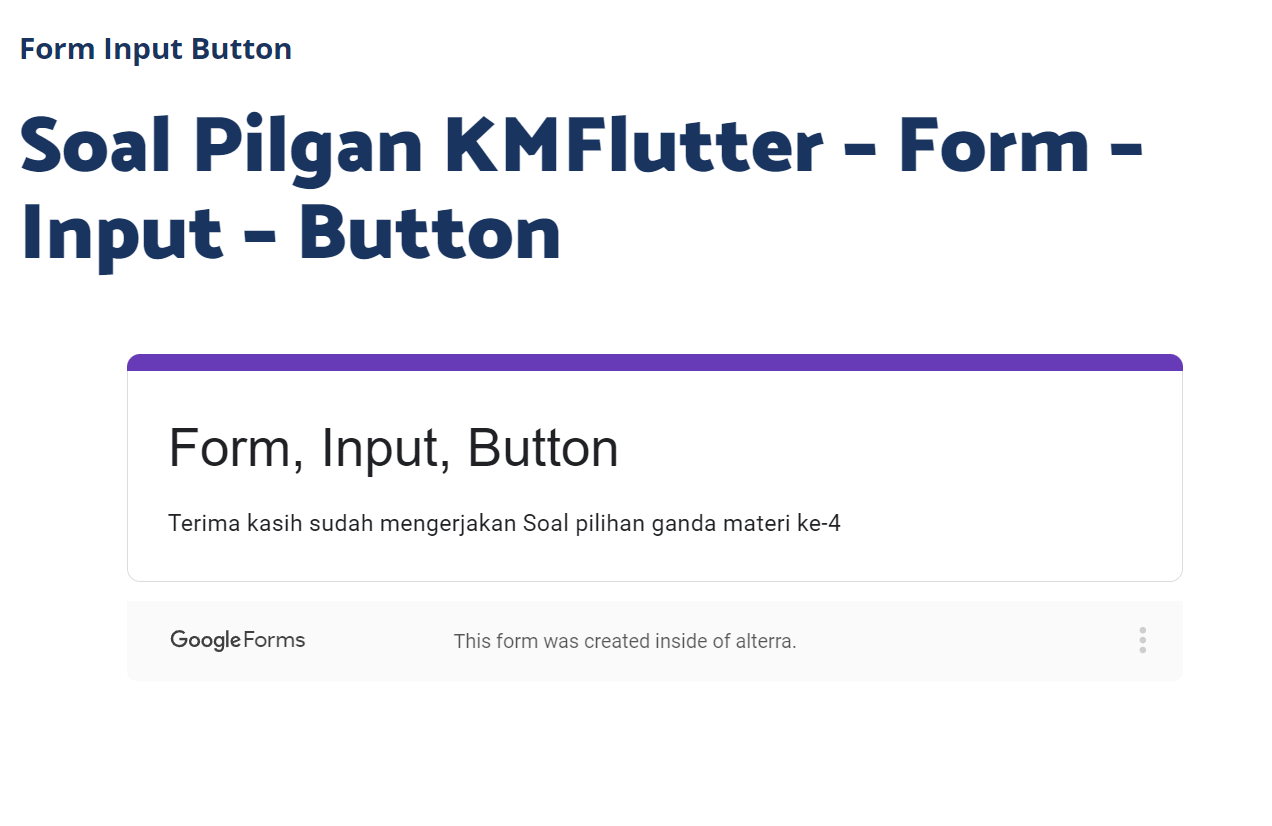 Form Input Button
Soal Pilgan KMFlutter - Form -
Input - Button
Form, Input, Button
Terima kasih sudah mengerjakan Soal pilihan ganda materi ke-4
Google Forms
This form was created inside of alterra.